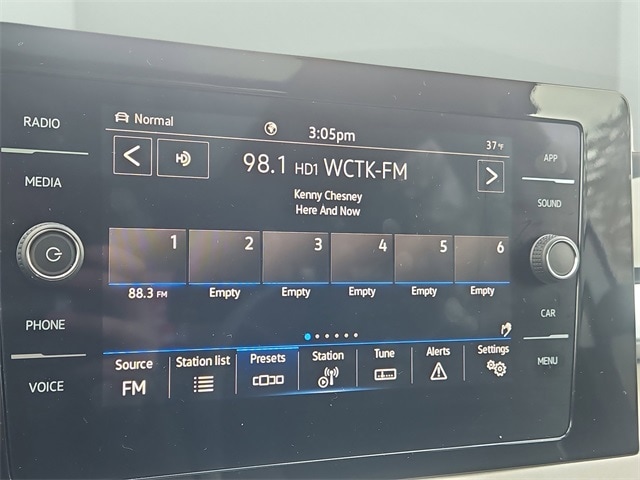 RADIO
MEDIA
PHONE
VOICE
Normal
3:05pm
37°F
< HD 98.1 HD1 WCTK-FM >
Kenny Chesney
Here And Now
1 2 3 4 5 6
88.3 FM Empty Empty Empty Empty Empty
Source Station list Presets Station Tune Alerts Settings
FM
APP
SOUND
CAR
MENU